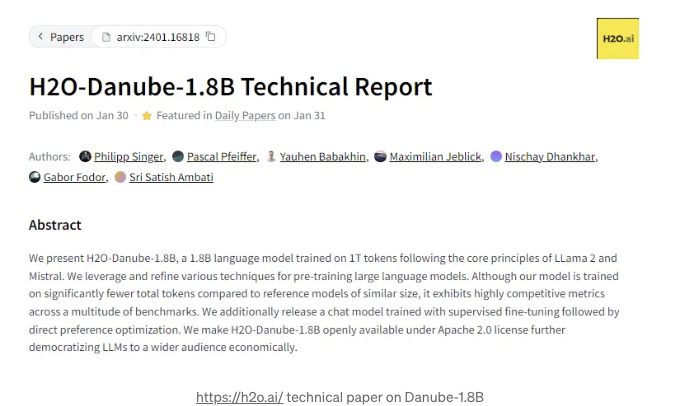 Papers arxiv:2401.16818
H2O.ai
H2O-Danube-1.8B Technical Report
Published on Jan 30 · Featured in Daily Papers on Jan 31
Authors: Philipp Singer, Pascal Pfeiffer, Yauhen Babakhin, Maximilian Jeblick, Nischay Dhankhar,
Gabor Fodor, Sri Satish Ambati
Abstract
We present H2O-Danube-1.8B, a 1.8B language model trained on 1T tokens following the core principles of LLama 2 and
Mistral. We leverage and refine various techniques for pre-training large language models. Although our model is trained
on significantly fewer total tokens compared to reference models of similar size, it exhibits highly competitive metrics
across a multitude of benchmarks. We additionally release a chat model trained with supervised fine-tuning followed by
direct preference optimization. We make H2O-Danube-1.8B openly available under Apache 2.0 license further
democratizing LLMs to a wider audience economically.
https://h2o.ai/ technical paper on Danube-1.8B